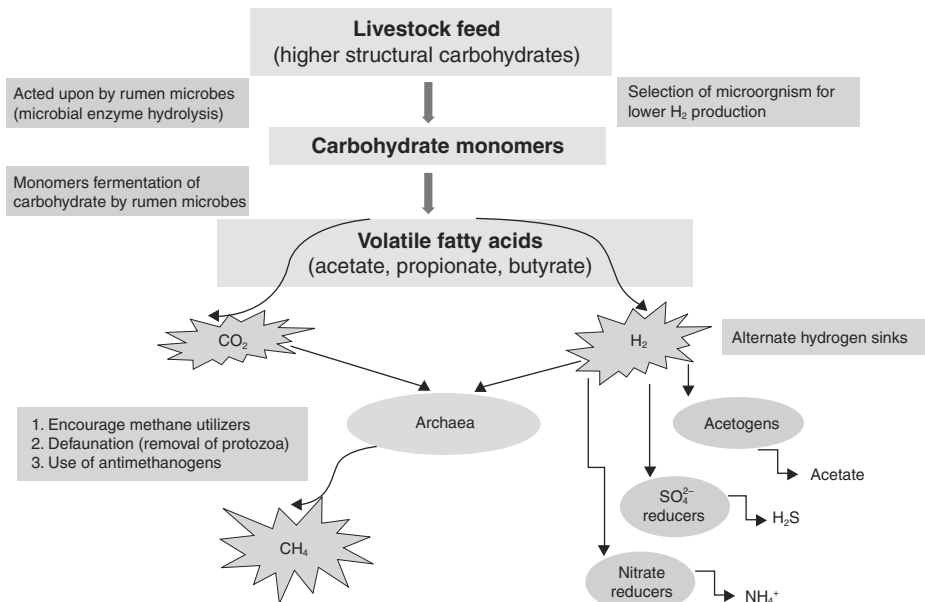 Livestock feed
(higher structural carbohydrates)
Acted upon by rumen microbes
(microbial enzyme hydrolysis)
Selection of microorgnism for
lower H₂ production
Carbohydrate monomers
Monomers fermentation of
carbohydrate by rumen microbes
Volatile fatty acids
(acetate, propionate, butyrate)
CO₂
H₂
Alternate hydrogen sinks
1. Encourage methane utilizers
2. Defaunation (removal of protozoa)
3. Use of antimethanogens
Archaea
Acetogens
Acetate
SO₄²⁻
reducers
H₂S
CH₄
Nitrate
reducers
NH₄⁺